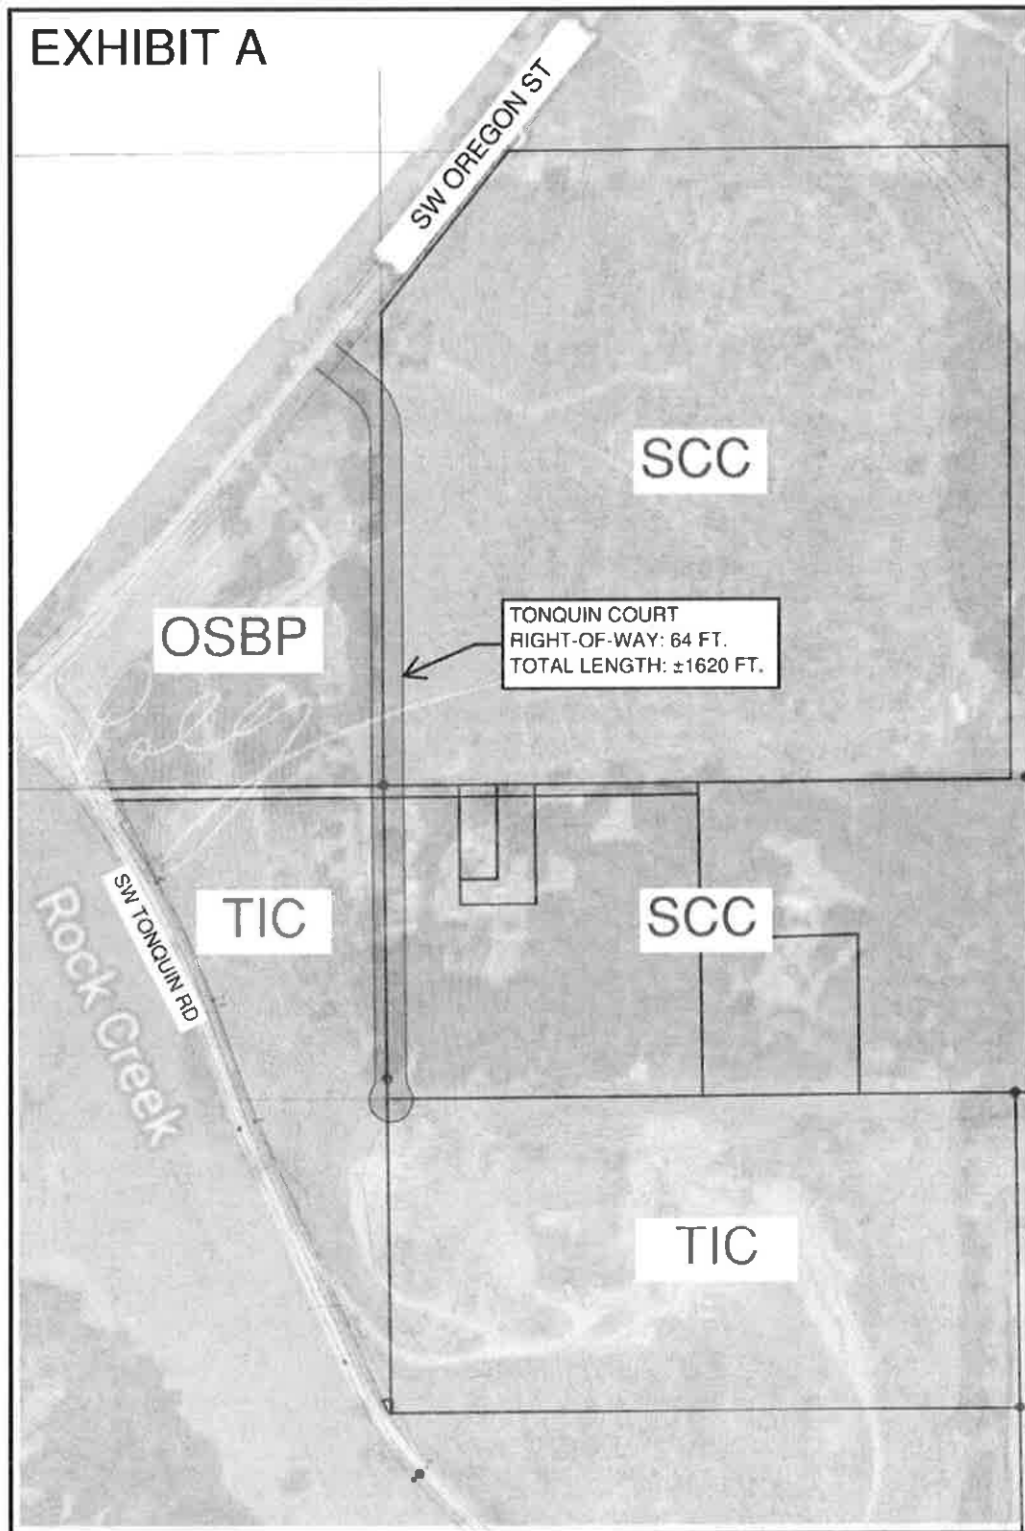 EXHIBIT A
SW OREGON ST
SCC
OSBP
TONQUIN COURT
RIGHT-OF-WAY: 64 FT.
TOTAL LENGTH: ±1620 FT.
TIC
SCC
SW TONQUIN RD
Rock Creek
TIC